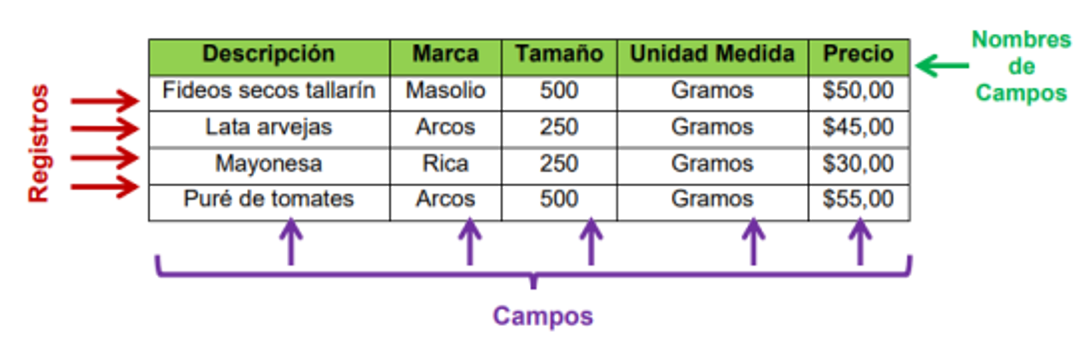 Nombres
de
Campos
Descripción Marca Tamaño Unidad Medida Precio
Fideos secos tallarín Masolio 500 Gramos $50,00
Lata arvejas Arcos 250 Gramos $45,00
Mayonesa Rica 250 Gramos $30,00
Puré de tomates Arcos 500 Gramos $55,00
Registros
Campos